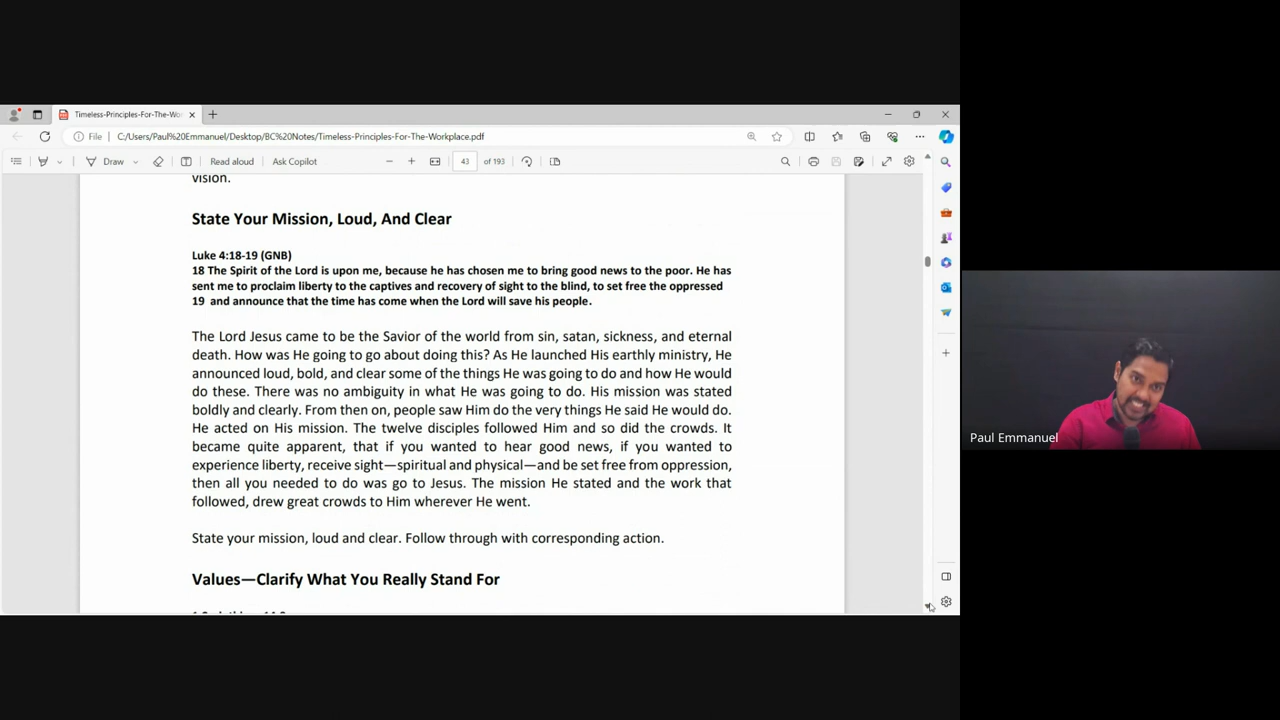 Timeless-Principles-For-The-Wo
File C:/Users/Paul%20Emmanuel/Desktop/BC%20Notes/Timeless-Principles-For-The-Workplace.pdf
Draw Read aloud Ask Copilot 43 of 193
vision.
State Your Mission, Loud, And Clear
Luke 4:18-19 (GNB)
18 The Spirit of the Lord is upon me, because he has chosen me to bring good news to the poor. He has
sent me to proclaim liberty to the captives and recovery of sight to the blind, to set free the oppressed
19 and announce that the time has come when the Lord will save his people.
The Lord Jesus came to be the Savior of the world from sin, satan, sickness, and eternal
death. How was He going to go about doing this? As He launched His earthly ministry, He
announced loud, bold, and clear some of the things He was going to do and how He would
do these. There was no ambiguity in what He was going to do. His mission was stated
boldly and clearly. From then on, people saw Him do the very things He said He would do.
He acted on His mission. The twelve disciples followed Him and so did the crowds. It
became quite apparent, that if you wanted to hear good news, if you wanted to
experience liberty, receive sight—spiritual and physical—and be set free from oppression,
then all you needed to do was go to Jesus. The mission He stated and the work that
followed, drew great crowds to Him wherever He went.
State your mission, loud and clear. Follow through with corresponding action.
Values—Clarify What You Really Stand For
Paul Emmanuel